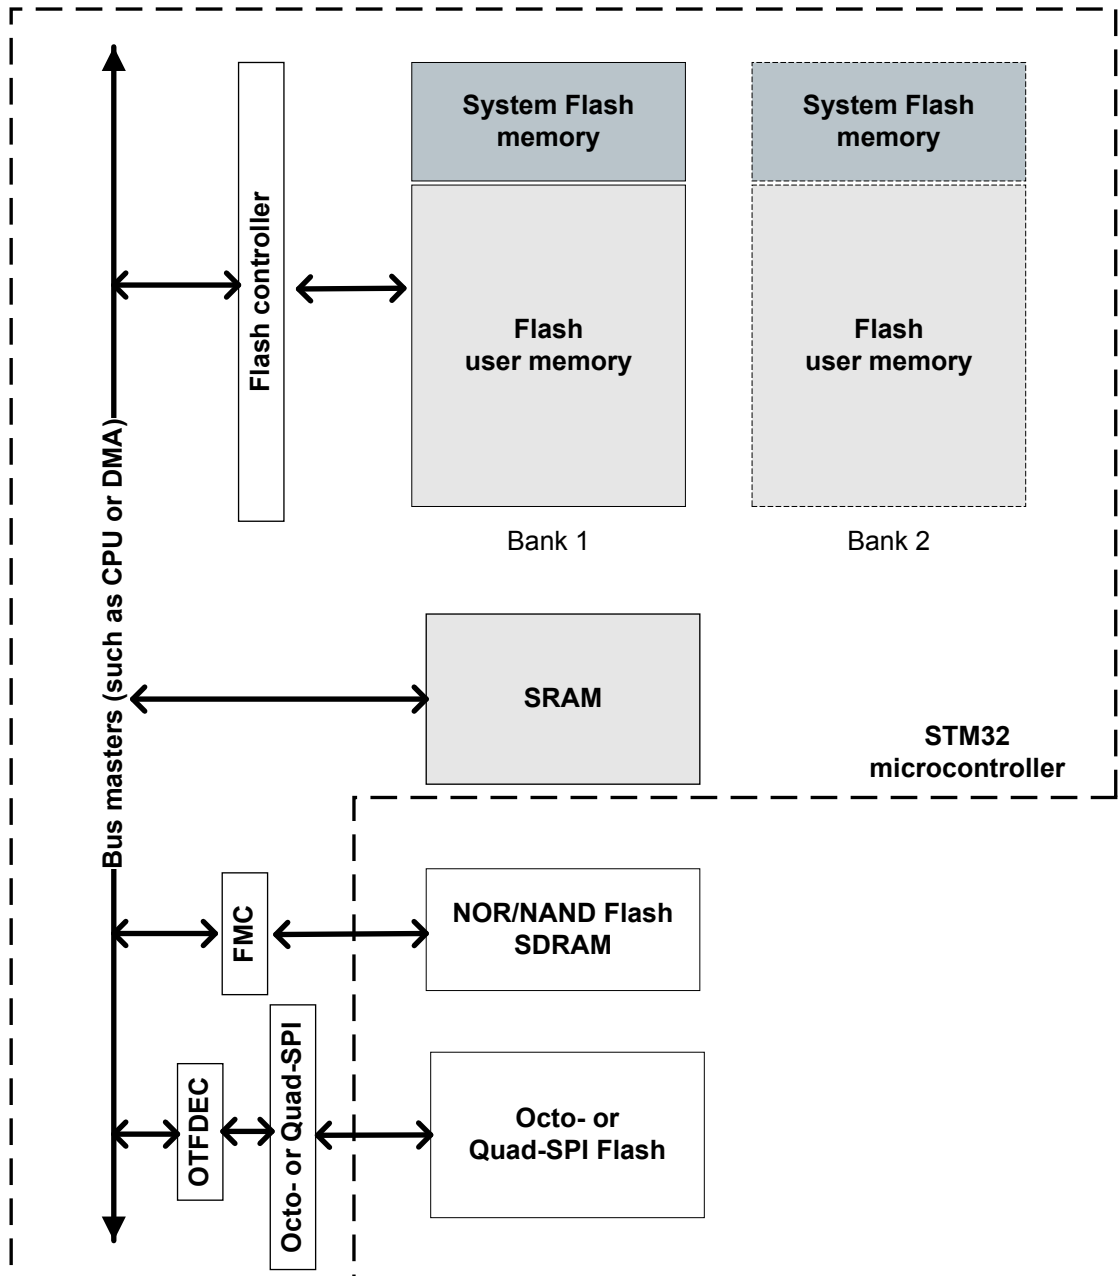 System Flash
memory
System Flash
memory
Flash controller
Flash
user memory
Flash
user memory
Bank 1
Bank 2
Bus masters (such as CPU or DMA)
SRAM
STM32
microcontroller
FMC
NOR/NAND Flash
SDRAM
OTFDEC
Octo- or Quad-SPI
Octo- or
Quad-SPI Flash